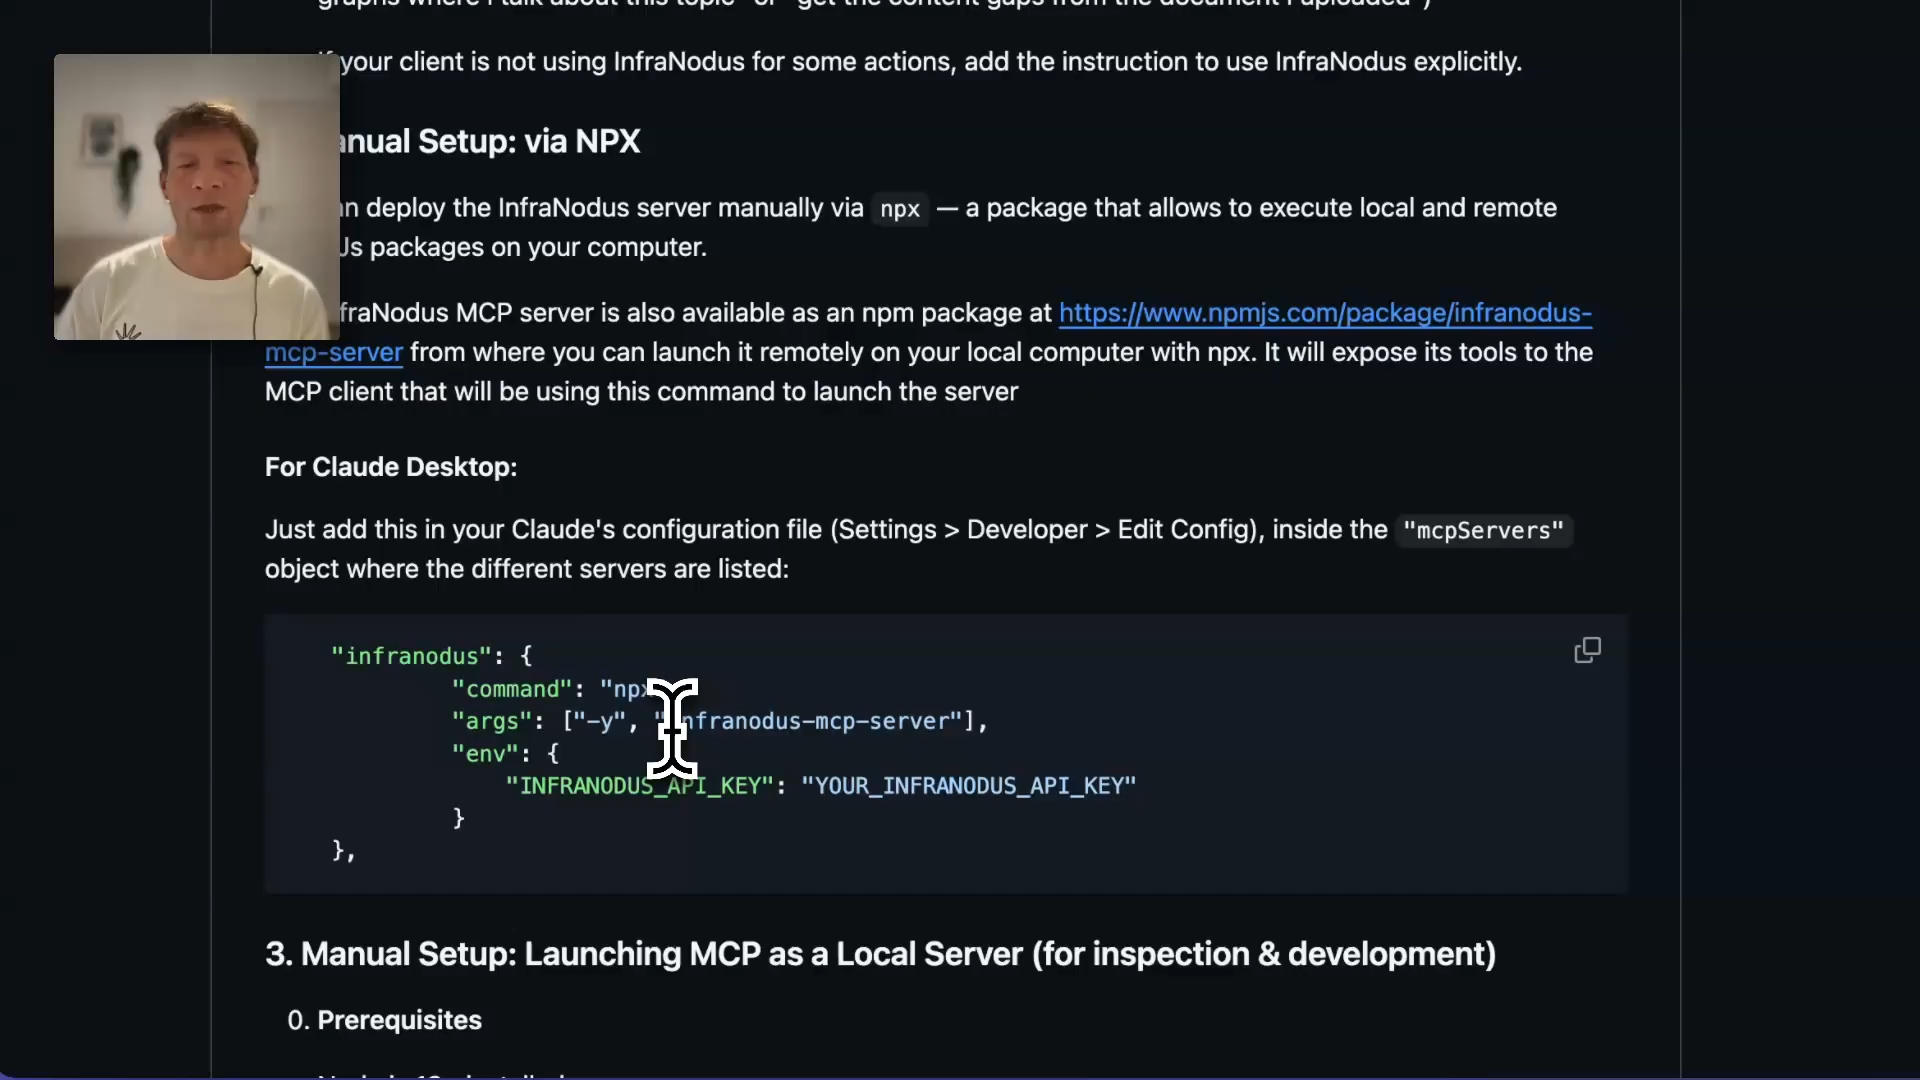 your client is not using InfraNodus for some actions, add the instruction to use InfraNodus explicitly.
anual Setup: via NPX
n deploy the InfraNodus server manually via npx — a package that allows to execute local and remote
Js packages on your computer.
fraNodus MCP server is also available as an npm package at https://www.npmjs.com/package/infranodus-
mcp-server from where you can launch it remotely on your local computer with npx. It will expose its tools to the
MCP client that will be using this command to launch the server
For Claude Desktop:
Just add this in your Claude's configuration file (Settings > Developer > Edit Config), inside the "mcpServers"
object where the different servers are listed:
"infranodus": {
"command": "npx
"args": ["-y", "infranodus-mcp-server"],
"env": {
"INFRANODUS_API_KEY": "YOUR_INFRANODUS_API_KEY"
}
},
3. Manual Setup: Launching MCP as a Local Server (for inspection & development)
0. Prerequisites